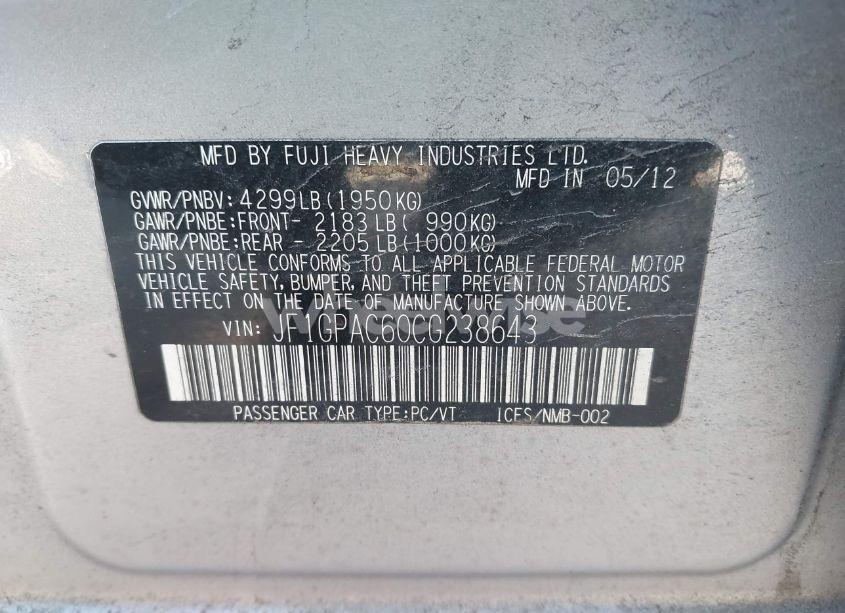 MFD BY FUJI HEAVY INDUSTRIES LTD.
MFD IN 05/12
GVWR/PNBV: 4299LB (1950KG)
GAWR/PNBE:FRONT- 2183 LB ( 990KG)
GAWR/PNBE:REAR - 2205 LB (1000KG)
THIS VEHICLE CONFORMS TO ALL APPLICABLE FEDERAL MOTOR
VEHICLE SAFETY, BUMPER, AND THEFT PREVENTION STANDARDS
IN EFFECT ON THE DATE OF MANUFACTURE SHOWN ABOVE.
VIN: JF1GPAC60CG238643
PASSENGER CAR TYPE:PC/VT ICES/NMB-002